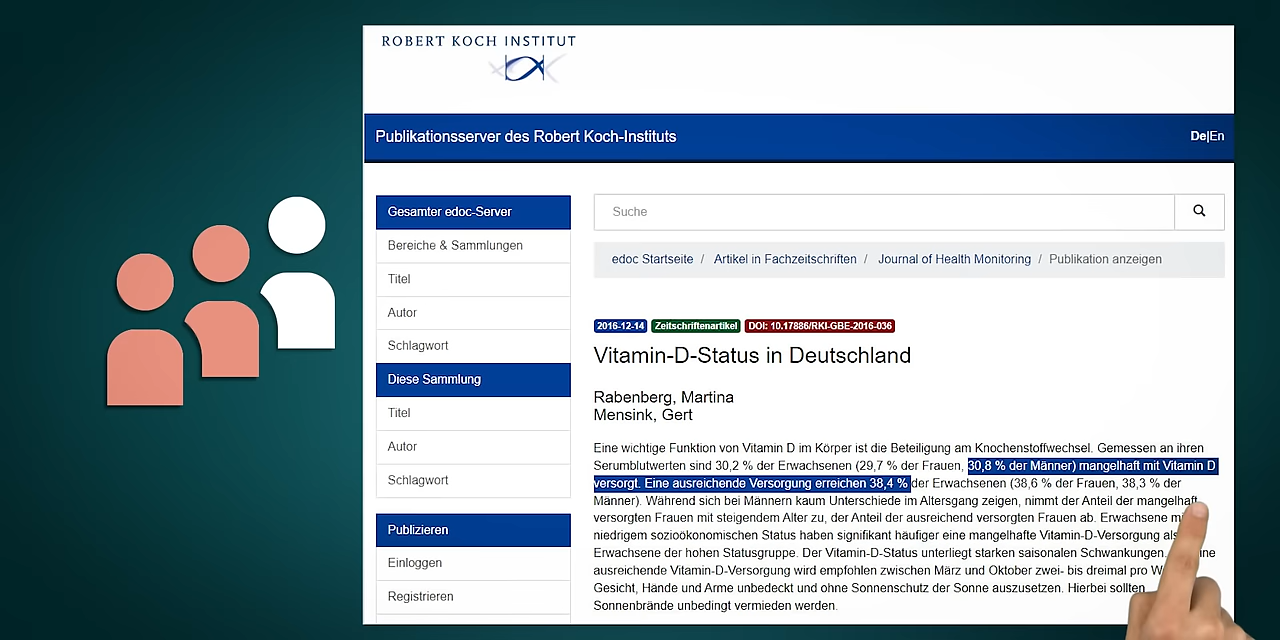 ROBERT KOCH INSTITUT
Publikationsserver des Robert Koch-Instituts
De|En
Gesamter edoc-Server
Bereiche & Sammlungen
Titel
Autor
Schlagwort
Diese Sammlung
Titel
Autor
Schlagwort
Publizieren
Einloggen
Registrieren
Suche
edoc Startseite / Artikel in Fachzeitschriften / Journal of Health Monitoring / Publikation anzeigen
2016-12-14 Zeitschriftenartikel DOI: 10.17886/RKI-GBE-2016-036
Vitamin-D-Status in Deutschland
Rabenberg, Martina
Mensink, Gert
Eine wichtige Funktion von Vitamin D im Körper ist die Beteiligung am Knochenstoffwechsel. Gemessen an ihren
Serumblutwerten sind 30,2 % der Erwachsenen (29,7 % der Frauen, 30,8 % der Männer) mangelhaft mit Vitamin D
versorgt. Eine ausreichende Versorgung erreichen 38,4 % der Erwachsenen (38,6 % der Frauen, 38,3 % der
Männer). Während sich bei Männern kaum Unterschiede im Altersgang zeigen, nimmt der Anteil der mangelhaft
versorgten Frauen mit steigendem Alter zu, der Anteil der ausreichend versorgten Frauen ab. Erwachsene
niedrigem sozioökonomischen Status haben signifikant häufiger eine mangelhafte Vitamin-D-Versorgung als
Erwachsene der hohen Statusgruppe. Der Vitamin-D-Status unterliegt starken saisonalen Schwankungen.
ausreichende Vitamin-D-Versorgung wird empfohlen zwischen März und Oktober zwei- bis dreimal pro
Gesicht, Hände und Arme unbedeckt und ohne Sonnenschutz der Sonne auszusetzen. Hierbei sollten
Sonnenbrände unbedingt vermieden werden.